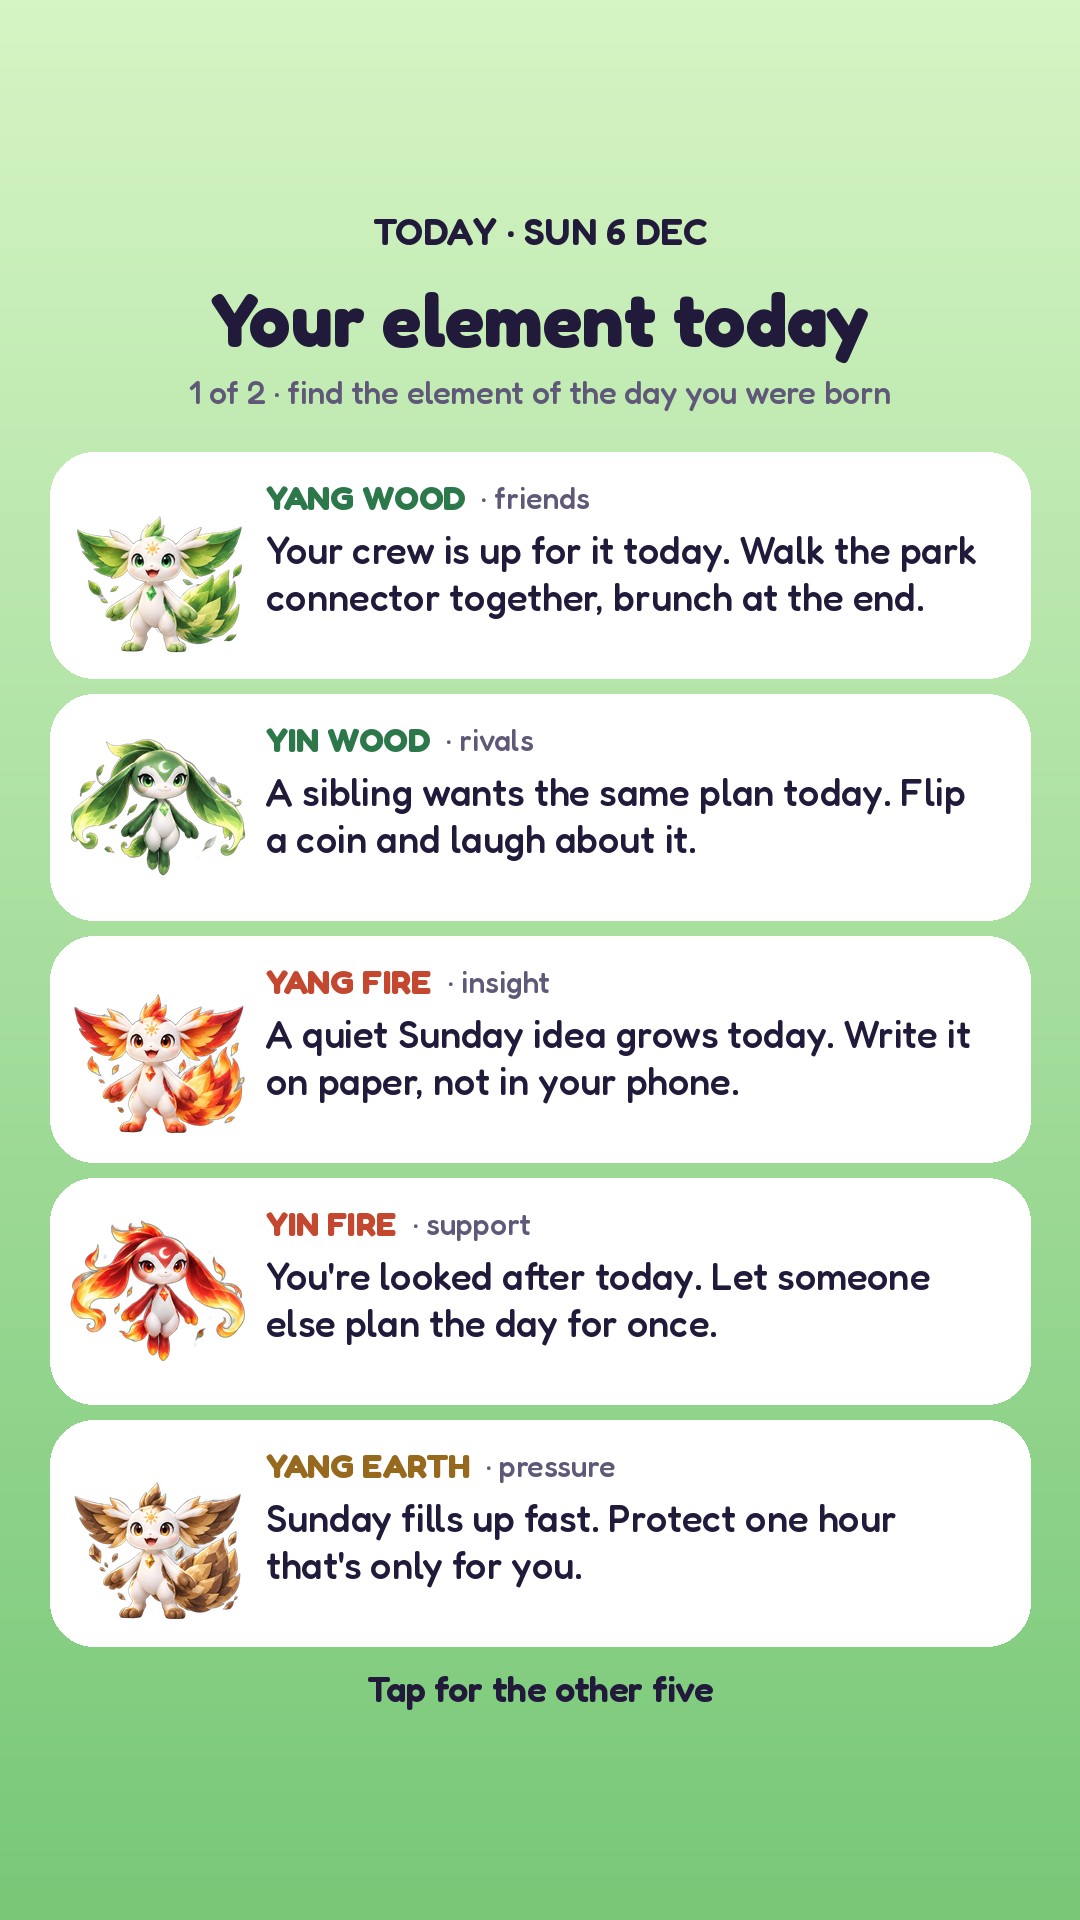 TODAY · SUN 6 DEC
Your element today
1 of 2 · find the element of the day you were born
YANG WOOD · friends
Your crew is up for it today. Walk the park
connector together, brunch at the end.
YIN WOOD · rivals
A sibling wants the same plan today. Flip
a coin and laugh about it.
YANG FIRE · insight
A quiet Sunday idea grows today. Write it
on paper, not in your phone.
YIN FIRE · support
You're looked after today. Let someone
else plan the day for once.
YANG EARTH · pressure
Sunday fills up fast. Protect one hour
that's only for you.
Tap for the other five